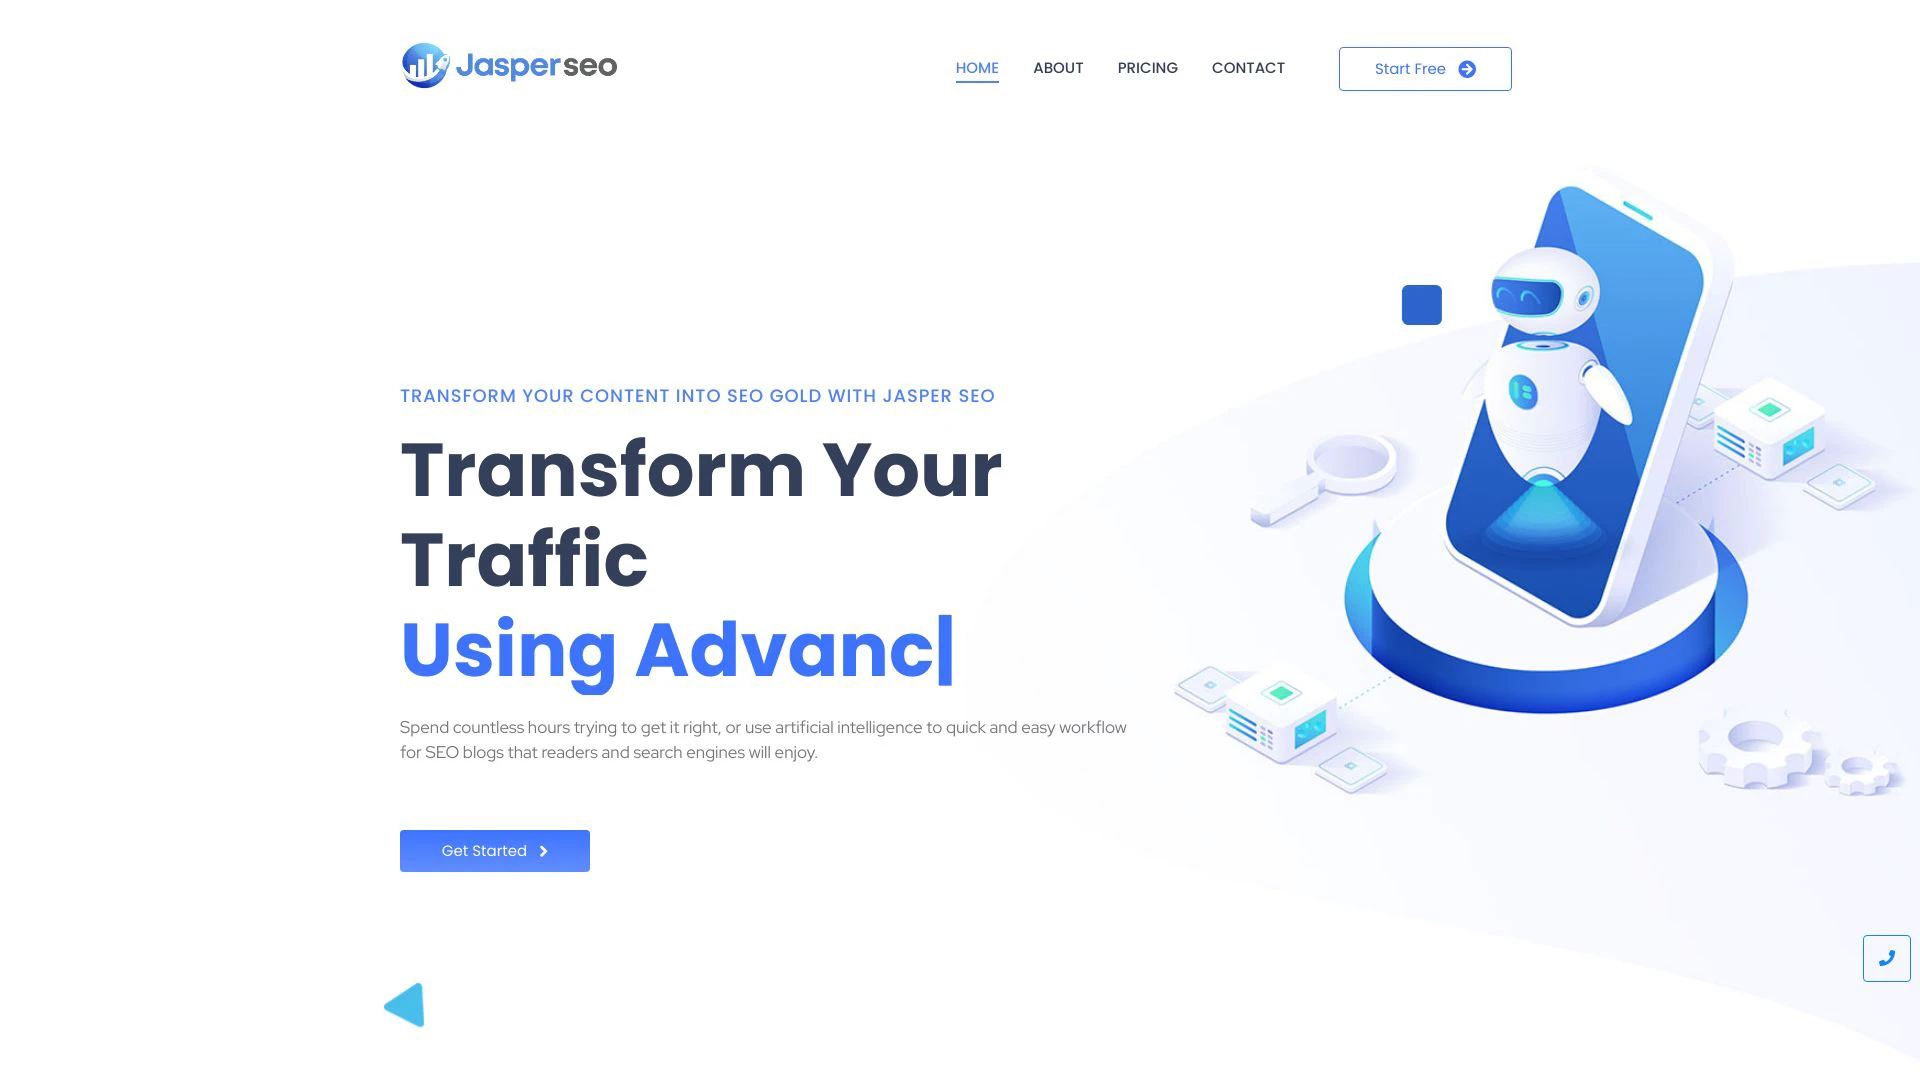 Jasper seo
HOME ABOUT PRICING CONTACT Start Free
TRANSFORM YOUR CONTENT INTO SEO GOLD WITH JASPER SEO
Transform Your
Traffic
Using Advanc|
Spend countless hours trying to get it right, or use artificial intelligence to quick and easy workflow
for SEO blogs that readers and search engines will enjoy.
Get Started